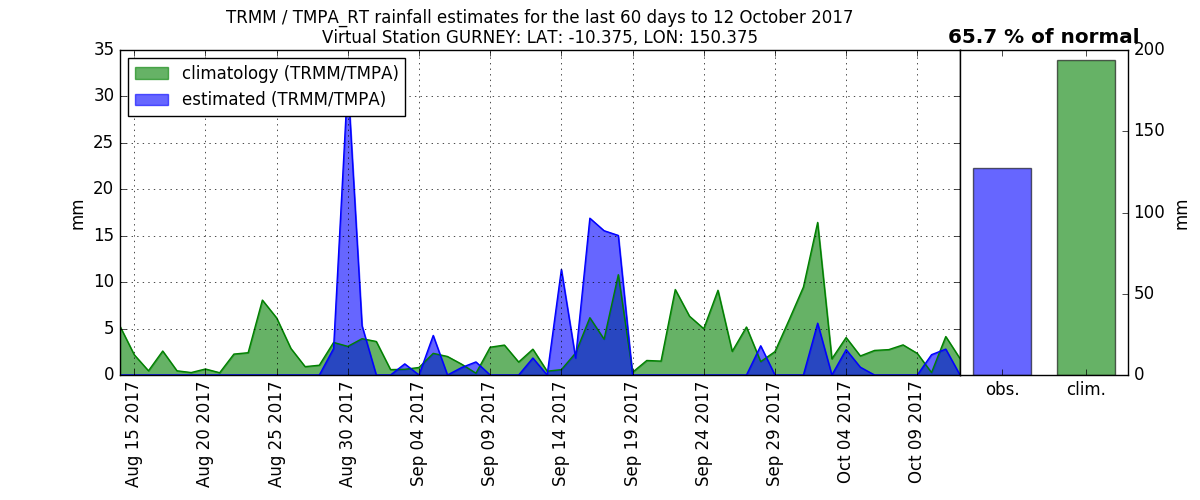 TRMM / TMPA_RT rainfall estimates for the last 60 days to 12 October 2017
Virtual Station GURNEY: LAT: -10.375, LON: 150.375
65.7 % of normal
climatology (TRMM/TMPA)
estimated (TRMM/TMPA)
35
30
25
20
15
10
5
0
mm
Aug 15 2017
Aug 20 2017
Aug 25 2017
Aug 30 2017
Sep 04 2017
Sep 09 2017
Sep 14 2017
Sep 19 2017
Sep 24 2017
Sep 29 2017
Oct 04 2017
Oct 09 2017
obs.
clim.
200
150
100
50
0
mm